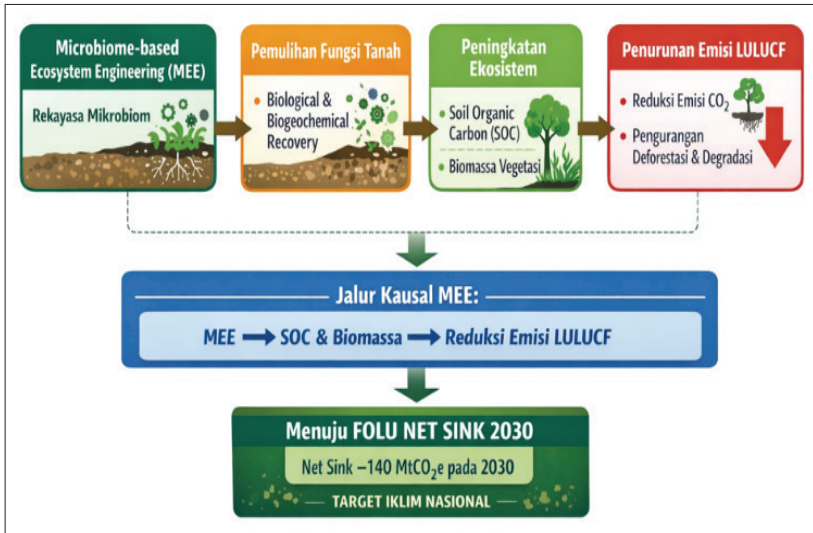 Microbiome-based
Ecosystem Engineering (MEE)
Rekayasa Mikrobiom
Pemulihan Fungsi Tanah
• Biological &
Biogeochemical
Recovery
Peningkatan
Ekosistem
• Soil Organic
Carbon (SOC)
• Biomassa Vegetasi
Penurunan Emisi LULUCF
• Reduksi Emisi CO₂
• Pengurangan
Deforestasi & Degradasi
Jalur Kausal MEE:
MEE → SOC & Biomassa → Reduksi Emisi LULUCF
Menuju FOLU NET SINK 2030
Net Sink –140 MtCO₂e pada 2030
TARGET IKLIM NASIONAL